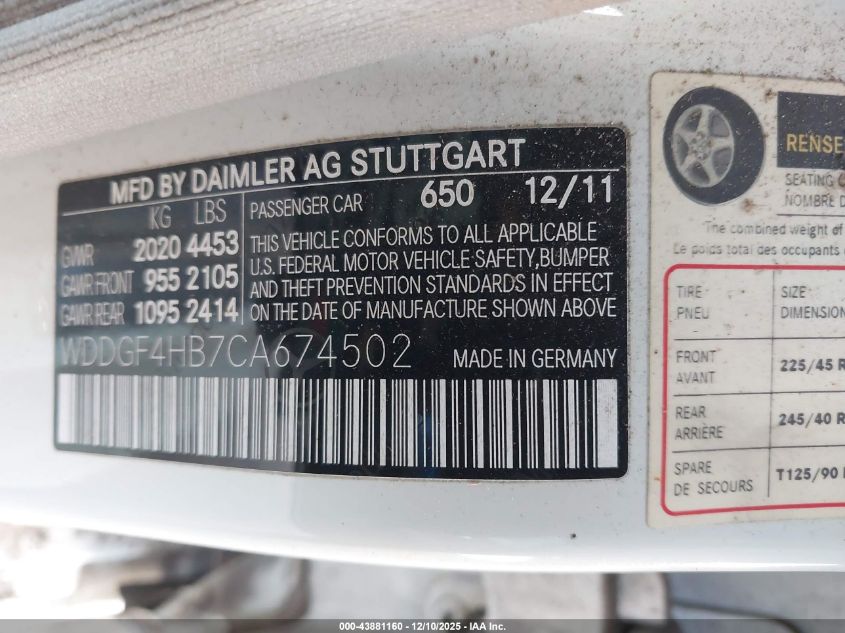 MFD BY DAIMLER AG STUTTGART
KG LBS
GVWR 2020 4453
GAWR FRONT 955 2105
GAWR REAR 1095 2414
PASSENGER CAR 650 12/11
THIS VEHICLE CONFORMS TO ALL APPLICABLE
U.S. FEDERAL MOTOR VEHICLE SAFETY,BUMPER
AND THEFT PREVENTION STANDARDS IN EFFECT
ON THE DATE OF MANUFACTURE SHOWN ABOVE
WDDGF4HB7CA674502 MADE IN GERMANY
RENSE
SEATING C
NOMBRE D
The combined weight of
Le poids total des occupants
TIRE SIZE
PNEU DIMENSION
FRONT
AVANT
225/45 R
REAR
ARRIÈRE
245/40 R
SPARE
DE SECOURS
T125/90
000-43881160 - 12/10/2025 - IAA Inc.